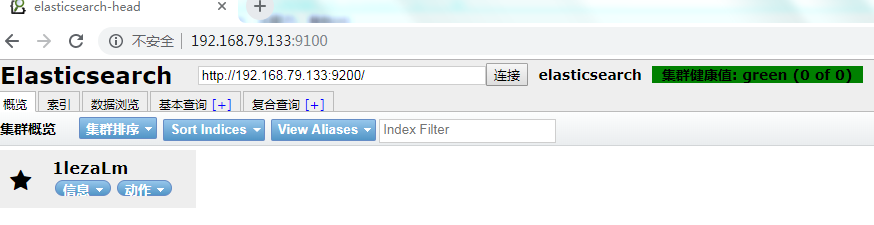 elasticsearch-head
不安全 192.168.79.133:9100
Elasticsearch http://192.168.79.133:9200/ 连接 elasticsearch 集群健康值: green (0 of 0)
概览 索引 数据浏览 基本查询 [+] 复合查询 [+]
集群概览 集群排序 Sort Indices View Aliases Index Filter
1lezaLm
信息 动作